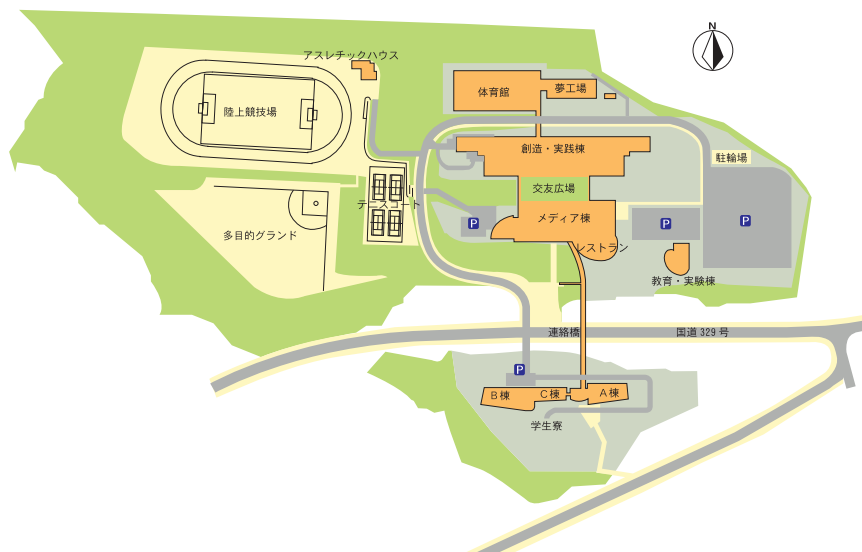 N
アスレチックハウス
体育館
夢工場
陸上競技場
創造・実践棟
駐輪場
交友広場
テニスコート
メディア棟
P
P
P
多目的グランド
レストラン
教育・実験棟
連絡橋
国道 329 号
P
B棟
C棟
A棟
学生寮